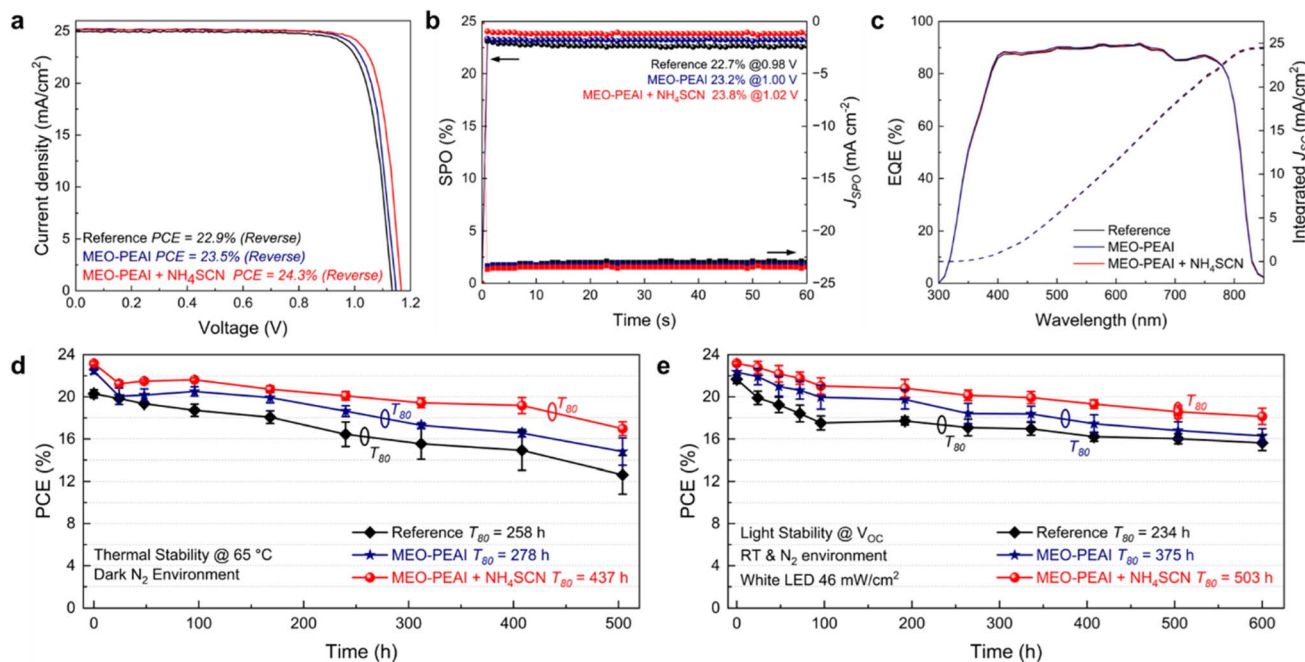 a
Current density (mA/cm²)
25
20
15
10
5
0
0.0 0.2 0.4 0.6 0.8 1.0 1.2
Voltage (V)
Reference PCE = 22.9% (Reverse)
MEO-PEAI PCE = 23.5% (Reverse)
MEO-PEAI + NH₄SCN PCE = 24.3% (Reverse)
b
SPO (%)
25
20
15
10
5
0
0 10 20 30 40 50 60
Time (s)
0
−5
−10
−15
−20
−25
J_SPO (mA cm⁻²)
Reference 22.7% @0.98 V
MEO-PEAI 23.2% @1.00 V
MEO-PEAI + NH₄SCN 23.8% @1.02 V
c
EQE (%)
100
80
60
40
20
0
300 400 500 600 700 800
Wavelength (nm)
25
20
15
10
5
0
Integrated J_SC (mA/cm²)
Reference
MEO-PEAI
MEO-PEAI + NH₄SCN
d
PCE (%)
24
20
16
12
8
4
0
0 100 200 300 400 500
Time (h)
T₈₀
T₈₀
T₈₀
Thermal Stability @ 65 °C
Dark N₂ Environment
Reference T₈₀ = 258 h
MEO-PEAI T₈₀ = 278 h
MEO-PEAI + NH₄SCN T₈₀ = 437 h
e
PCE (%)
24
20
16
12
8
4
0
0 100 200 300 400 500 600
Time (h)
T₈₀
T₈₀
T₈₀
Light Stability @ V_OC
RT & N₂ environment
White LED 46 mW/cm²
Reference T₈₀ = 234 h
MEO-PEAI T₈₀ = 375 h
MEO-PEAI + NH₄SCN T₈₀ = 503 h